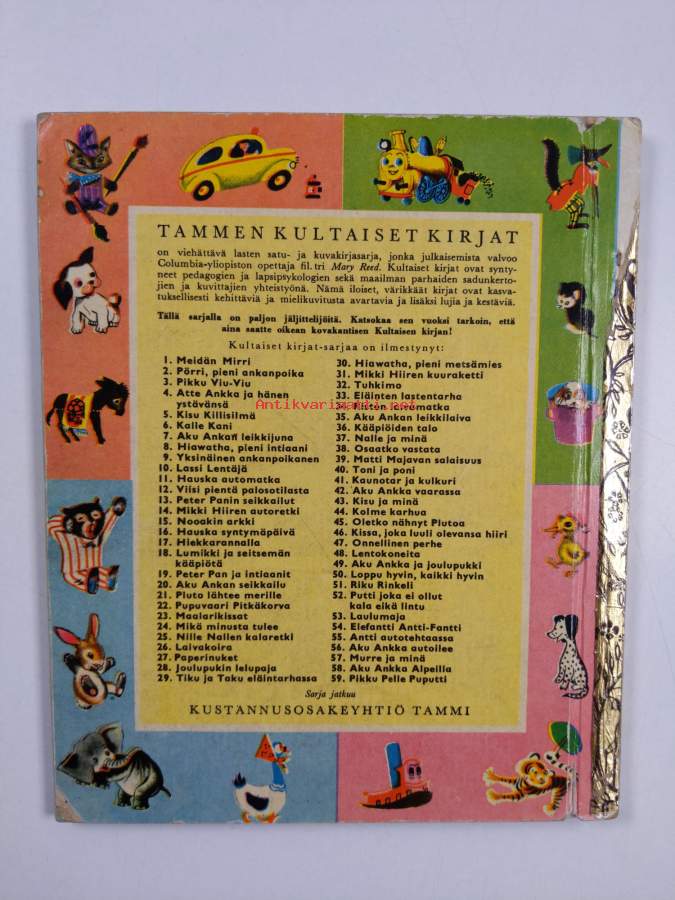 TAMMEN KULTAISET KIRJAT
on viehättävä lasten satu- ja kuvakirjasarja, jonka julkaisemista valvoo
Columbia-yliopiston opettaja fil. tri Mary Reed. Kultaiset kirjat ovat synty-
neet pedagogien ja lapsipsykologien sekä maailman parhaiden sadunkerto-
jien ja kuvittajien yhteistyönä. Nämä iloiset, värikkäät kirjat ovat kasva-
tuksellisesti kehittäviä ja mielikuvitusta avartavia ja lisäksi lujia ja kestäviä.
Tällä sarjalla on paljon jäljittelijöitä. Katsokaa sen vuoksi tarkoin, että
aina saatte oikean kovakantisen Kultaisen kirjan!
Kultaiset kirjat-sarjaa on ilmestynyt:
1. Meidän Mirri
2. Pörri, pieni ankanpoika
3. Pikku Viu-Viu
4. Atte Ankka ja hänen
ystävänsä
5. Kisu Killisilmä
6. Kalle Kani
7. Aku Ankan leikkijuna
8. Hiawatha, pieni intiaani
9. Yksinäinen ankanpoikanen
10. Lassi Lentäjä
11. Hauska automatka
12. Viisi pientä palosotilasta
13. Peter Panin seikkailut
14. Mikki Hiiren autoretki
15. Nooakin arkki
16. Hauska syntymäpäivä
17. Hiekkarannalla
18. Lumikki ja seitsemän
kääpiötä
19. Peter Pan ja intiaanit
20. Aku Ankan seikkailu
21. Pluto lähtee merille
22. Pupuvaari Pitkäkorva
23. Maalarikissat
24. Mikä minusta tulee
25. Nille Nallen kalaretki
26. Laivakoira
27. Paperinuket
28. Joulupukin lelupaja
29. Tiku ja Taku eläintarhassa
30. Hiawatha, pieni metsämies
31. Mikki Hiiren kuuraketti
32. Tuhkimo
33. Eläinten lastentarha
Antikvariaatti.net
35. Aku Ankan leikkilaiva
36. Kääpiöiden talo
37. Nalle ja minä
38. Osaatko vastata
39. Matti Majavan salaisuus
40. Toni ja poni
41. Kaunotar ja kulkuri
42. Aku Ankka vaarassa
43. Kisu ja minä
44. Kolme karhua
45. Oletko nähnyt Plutoa
46. Kissa, joka luuli olevansa hiiri
47. Onnellinen perhe
48. Lentokoneita
49. Aku Ankka ja joulupukki
50. Loppu hyvin, kaikki hyvin
51. Riku Rinkeli
52. Putti joka ei ollut
kala eikä lintu
53. Laulumaja
54. Elefantti Antti-Fantti
55. Antti autotehtaassa
56. Aku Ankka autoilee
57. Murre ja minä
58. Aku Ankka Alpeilla
59. Pikku Pelle Puputti
Sarja jatkuu
KUSTANNUSOSAKEYHTIÖ TAMMI